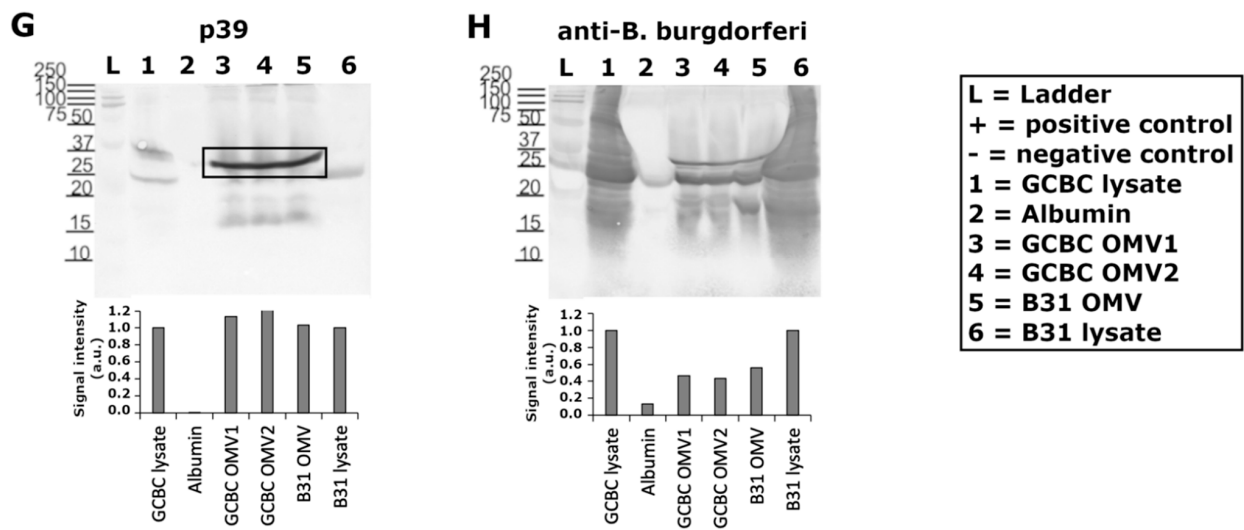 G
p39
L 1 2 3 4 5 6
250
150
100
75
50
37
25
20
15
10
Signal intensity
(a.u.)
1.2
1.0
0.8
0.6
0.4
0.2
0.0
GCBC lysate
Albumin
GCBC OMV1
GCBC OMV2
B31 OMV
B31 lysate
H
anti-B. burgdorferi
L 1 2 3 4 5 6
250
150
100
75
50
37
25
20
15
10
Signal intensity
(a.u.)
1.2
1.0
0.8
0.6
0.4
0.2
0.0
GCBC lysate
Albumin
GCBC OMV1
GCBC OMV2
B31 OMV
B31 lysate
L = Ladder
+ = positive control
- = negative control
1 = GCBC lysate
2 = Albumin
3 = GCBC OMV1
4 = GCBC OMV2
5 = B31 OMV
6 = B31 lysate